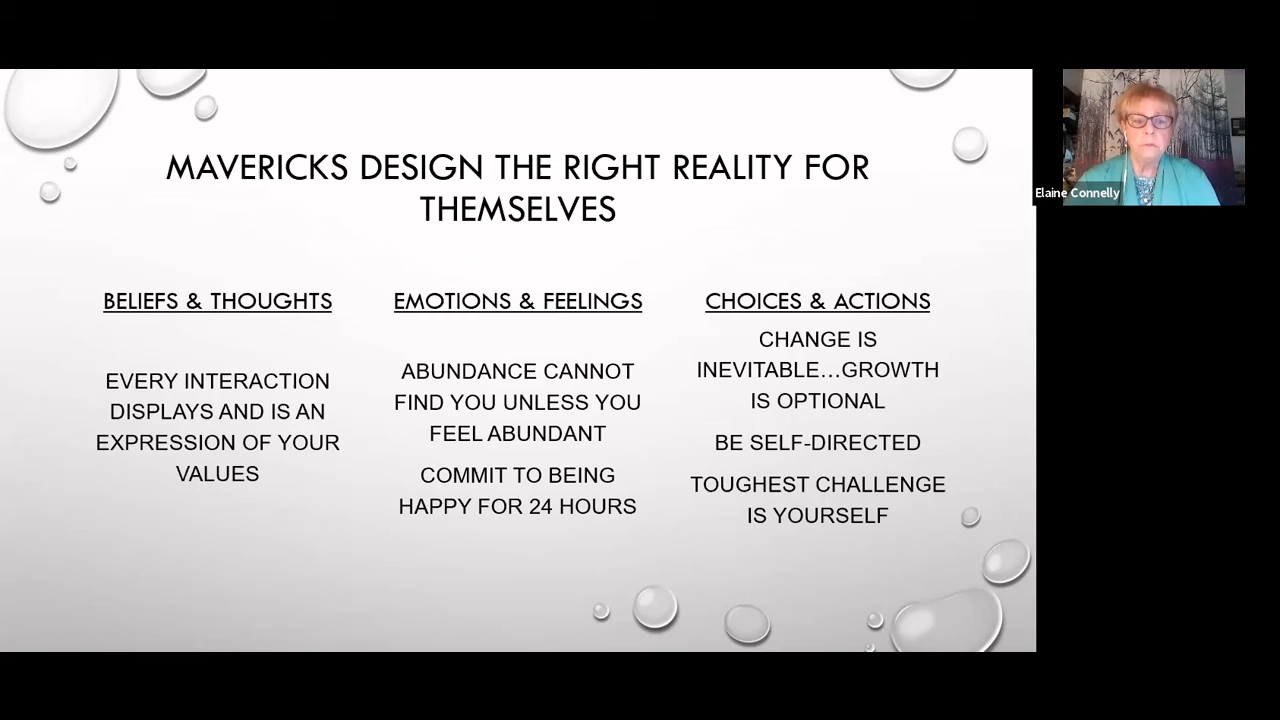 MAVERICKS DESIGN THE RIGHT REALITY FOR
THEMSELVES
BELIEFS & THOUGHTS
EVERY INTERACTION
DISPLAYS AND IS AN
EXPRESSION OF YOUR
VALUES
EMOTIONS & FEELINGS
ABUNDANCE CANNOT
FIND YOU UNLESS YOU
FEEL ABUNDANT
COMMIT TO BEING
HAPPY FOR 24 HOURS
CHOICES & ACTIONS
CHANGE IS
INEVITABLE…GROWTH
IS OPTIONAL
BE SELF-DIRECTED
TOUGHEST CHALLENGE
IS YOURSELF
Elaine Connelly